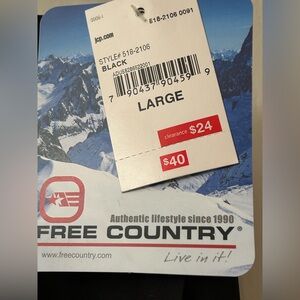 jcp.com
518-2106 0091
STYLE# 518-2106
BLACK
7 90437 90459 9
LARGE
clearance $24
$40
Authentic lifestyle since 1990
FREE COUNTRY®
www.freecountry.com
Live in it!